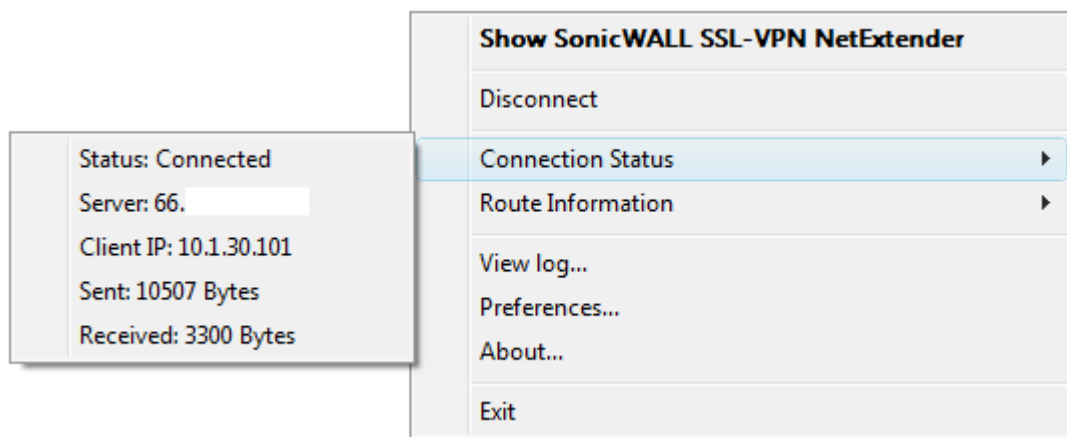 Show SonicWALL SSL-VPN NetExtender
Disconnect
Connection Status
Route Information
View log...
Preferences...
About...
Exit
Status: Connected
Server: 66.
Client IP: 10.1.30.101
Sent: 10507 Bytes
Received: 3300 Bytes